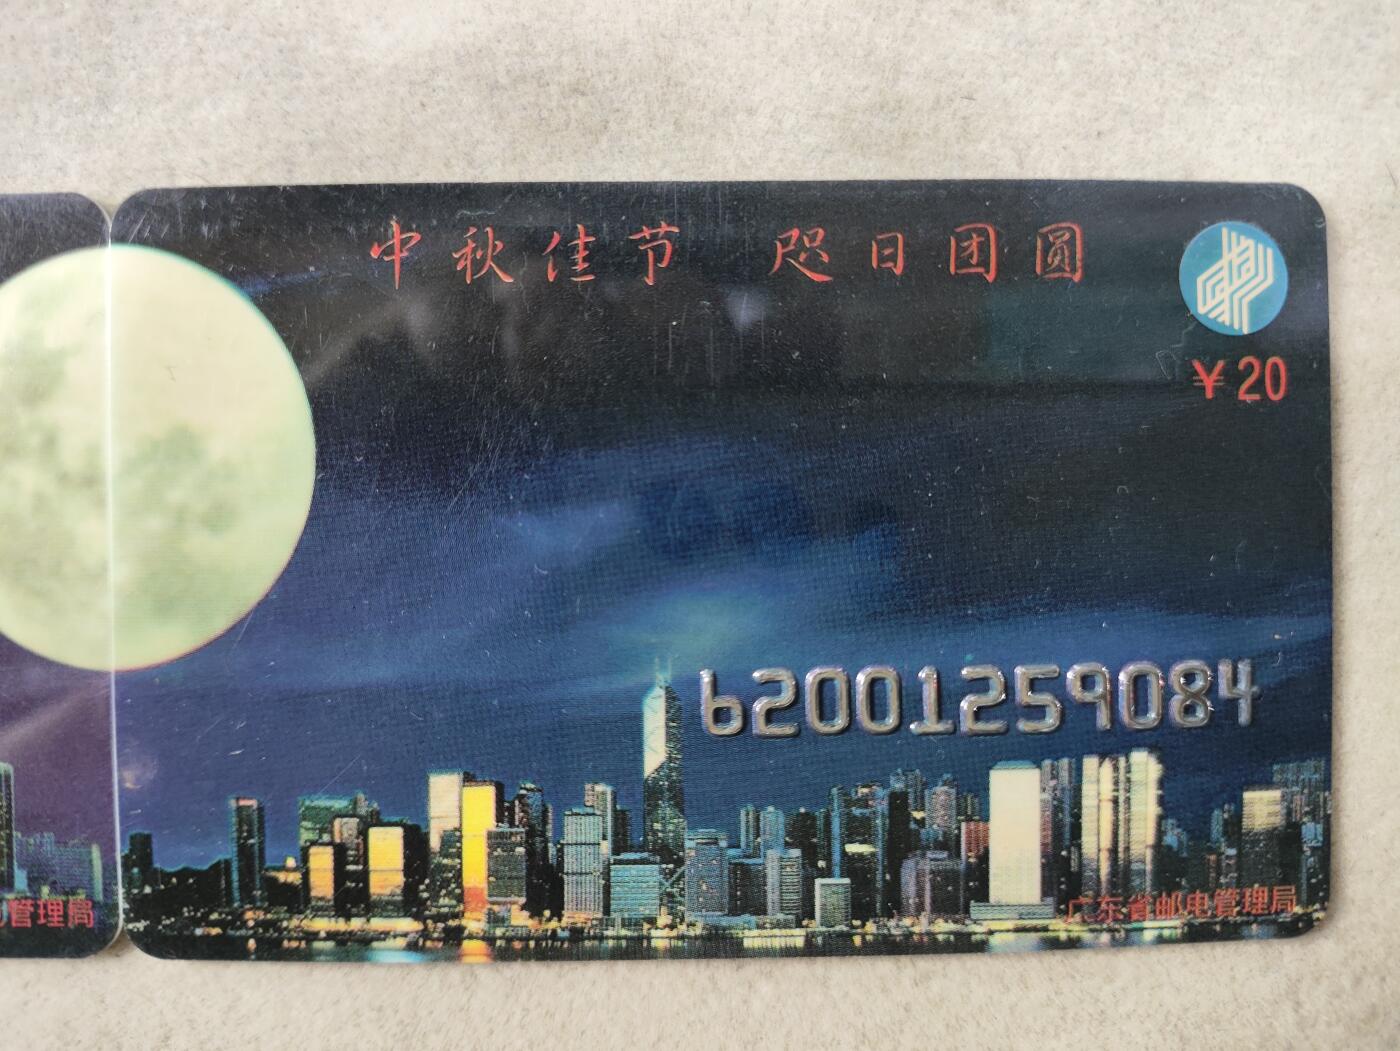 中秋佳节 咫日团圆
￥20
62001259084
管理局
广东省邮电管理局